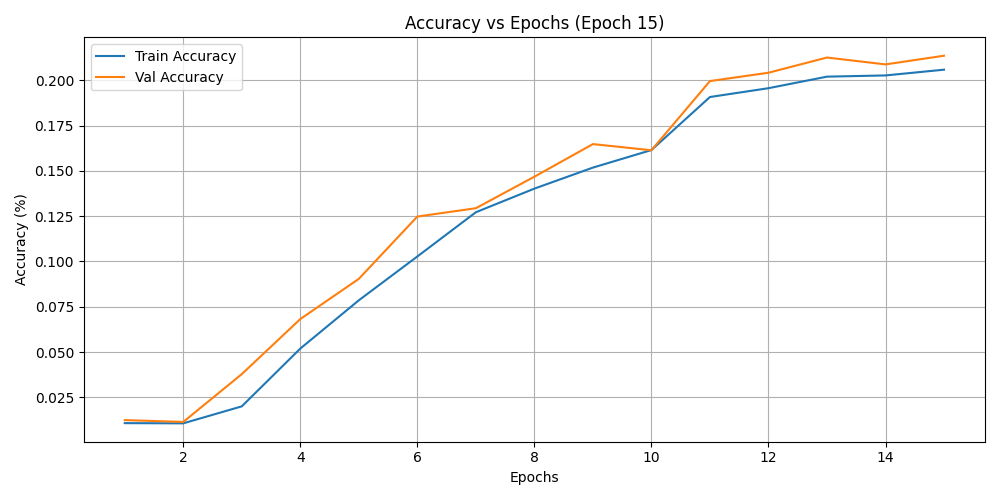 Accuracy vs Epochs (Epoch 15)
Train Accuracy
Val Accuracy
Accuracy (%)
0.200
0.175
0.150
0.125
0.100
0.075
0.050
0.025
2 4 6 8 10 12 14
Epochs